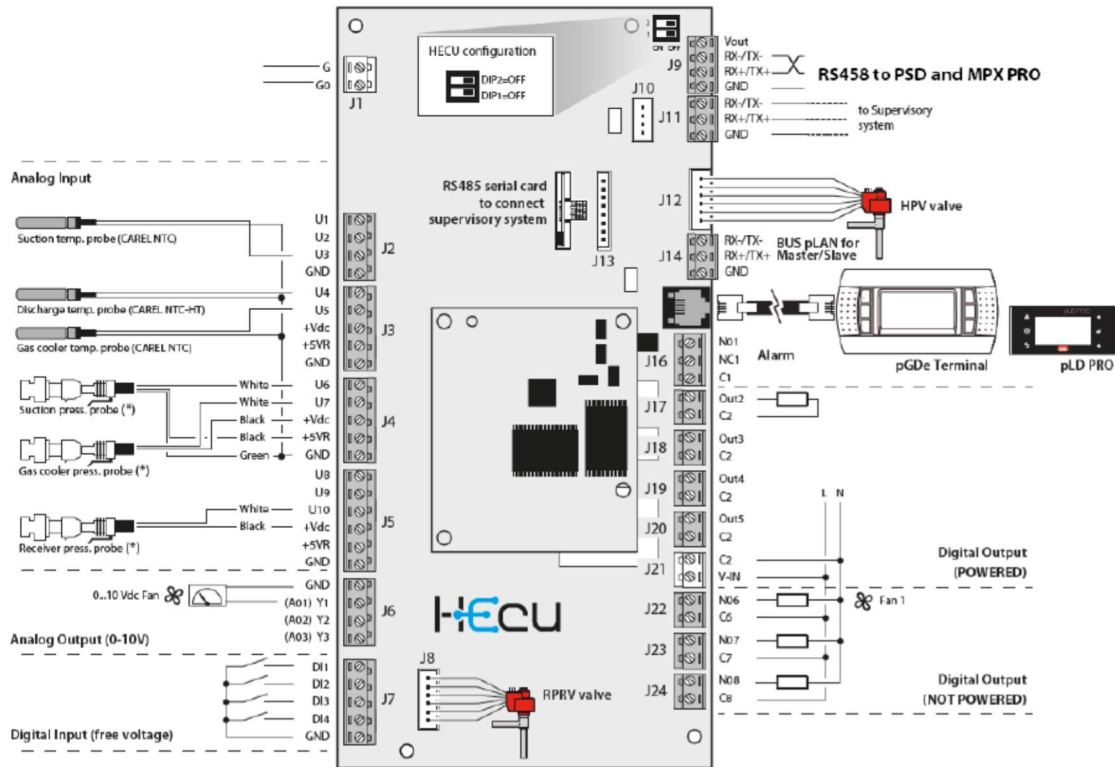 HECU configuration
DIP2=OFF
DIP1=OFF
ON OFF
G
G0
J1
Analog Input
Suction temp. probe (CAREL NTC)
U1
U2
U3
GND
J2
Discharge temp. probe (CAREL NTC-HT)
Gas cooler temp. probe (CAREL NTC)
U4
U5
+Vdc
+5VR
GND
J3
Suction press. probe (*)
Gas cooler press. probe (*)
White
White
Black
Black
Green
U6
U7
+Vdc
+5VR
GND
J4
Receiver press. probe (*)
White
Black
U8
U9
U10
+Vdc
+5VR
GND
J5
0...10 Vdc Fan
GND
(A01) Y1
(A02) Y2
(A03) Y3
J6
Analog Output (0-10V)
DI1
DI2
DI3
DI4
GND
J7
Digital Input (free voltage)
HECU
J8
RPRV valve
J9
Vout
RX-/TX-
RX+/TX+
GND
RS458 to PSD and MPX PRO
J10
J11
RX-/TX-
RX+/TX+
GND
to Supervisory
system
RS485 serial card
to connect
supervisory system
J12
HPV valve
J13
J14
RX-/TX-
RX+/TX+
GND
BUS pLAN for
Master/Slave
pGDe Terminal
pLD PRO
J16
NO1
NC1
C1
Alarm
J17
Out2
C2
J18
Out3
C2
J19
Out4
C2
J20
Out5
C2
J21
C2
V-IN
L N
Digital Output
(POWERED)
J22
N06
C6
Fan 1
J23
N07
C7
J24
N08
C8
Digital Output
(NOT POWERED)